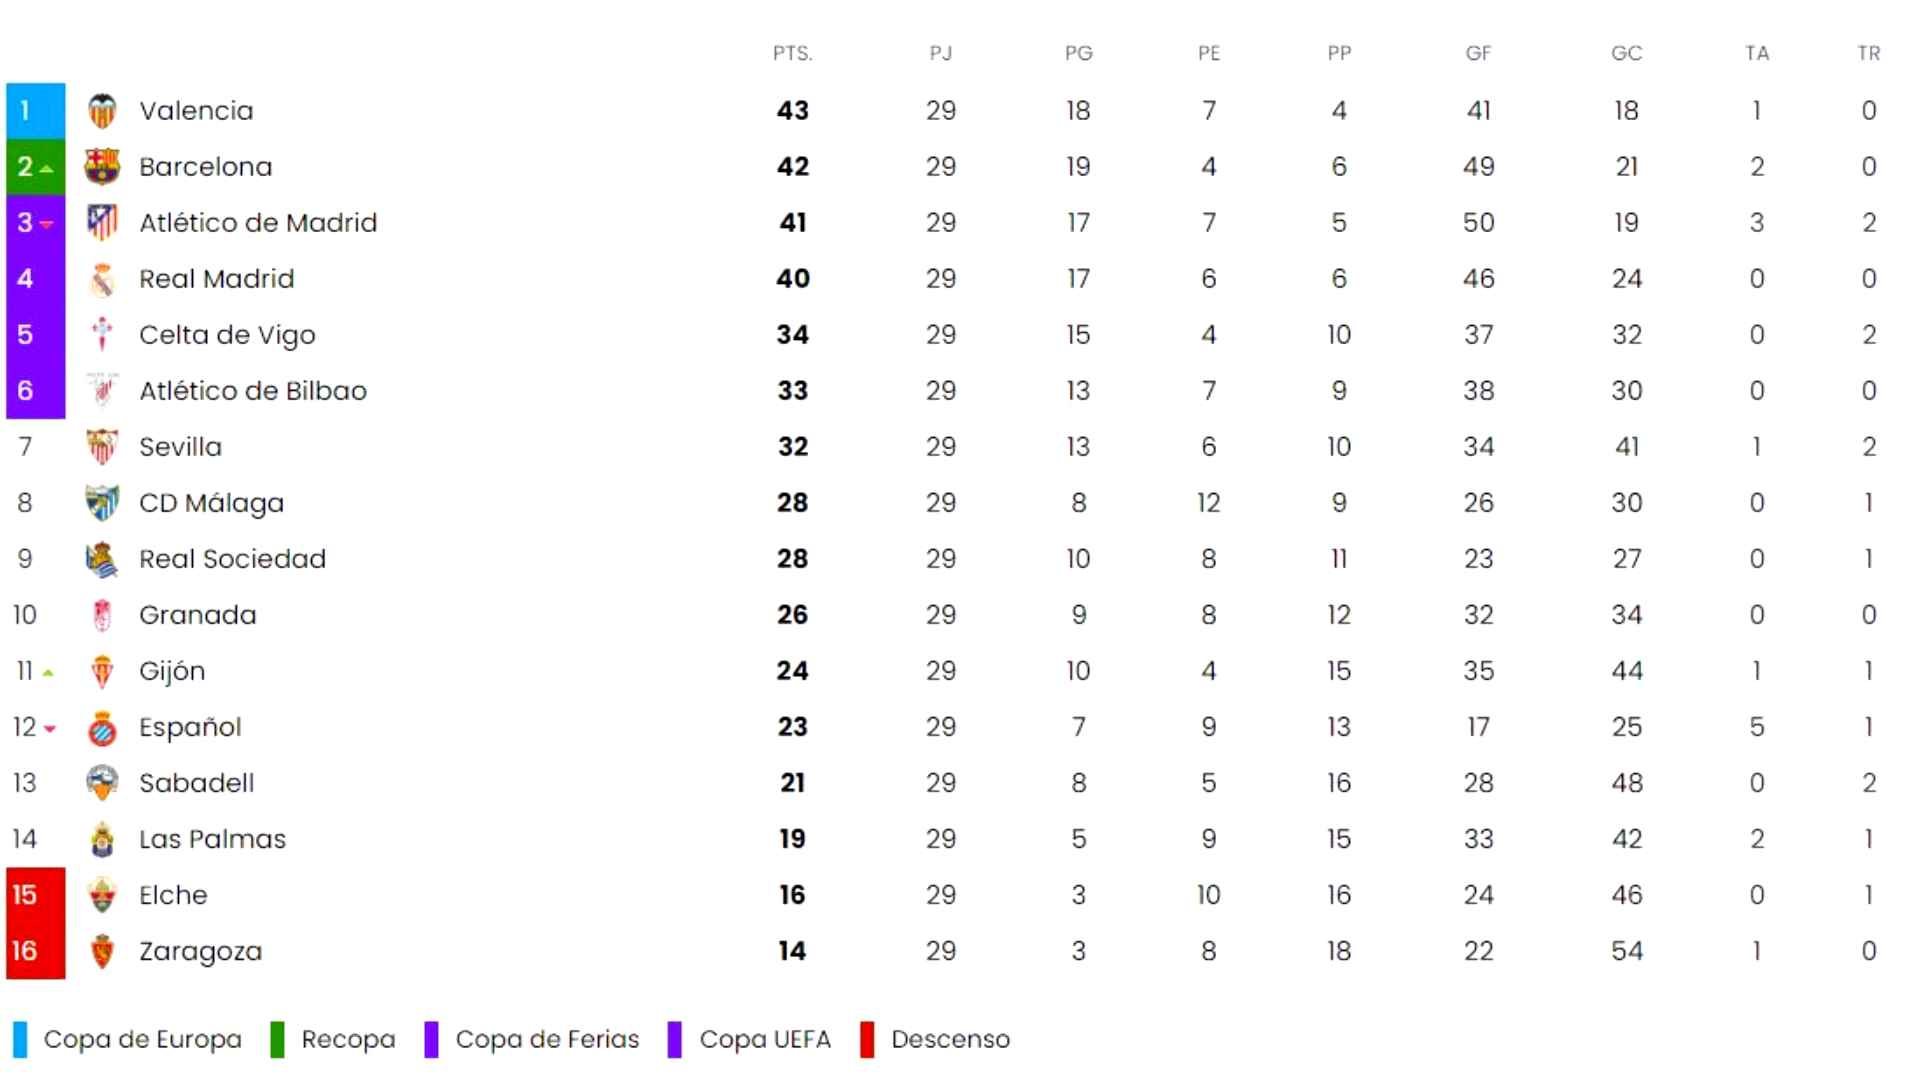 PTS. PJ PG PE PP GF GC TA TR
1 Valencia 43 29 18 7 4 41 18 1 0
2 Barcelona 42 29 19 4 6 49 21 2 0
3 Atlético de Madrid 41 29 17 7 5 50 19 3 2
4 Real Madrid 40 29 17 6 6 46 24 0 0
5 Celta de Vigo 34 29 15 4 10 37 32 0 2
6 Atlético de Bilbao 33 29 13 7 9 38 30 0 0
7 Sevilla 32 29 13 6 10 34 41 1 2
8 CD Málaga 28 29 8 12 9 26 30 0 1
9 Real Sociedad 28 29 10 8 11 23 27 0 1
10 Granada 26 29 9 8 12 32 34 0 0
11 Gijón 24 29 10 4 15 35 44 1 1
12 Español 23 29 7 9 13 17 25 5 1
13 Sabadell 21 29 8 5 16 28 48 0 2
14 Las Palmas 19 29 5 9 15 33 42 2 1
15 Elche 16 29 3 10 16 24 46 0 1
16 Zaragoza 14 29 3 8 18 22 54 1 0
Copa de Europa Recopa Copa de Ferias Copa UEFA Descenso